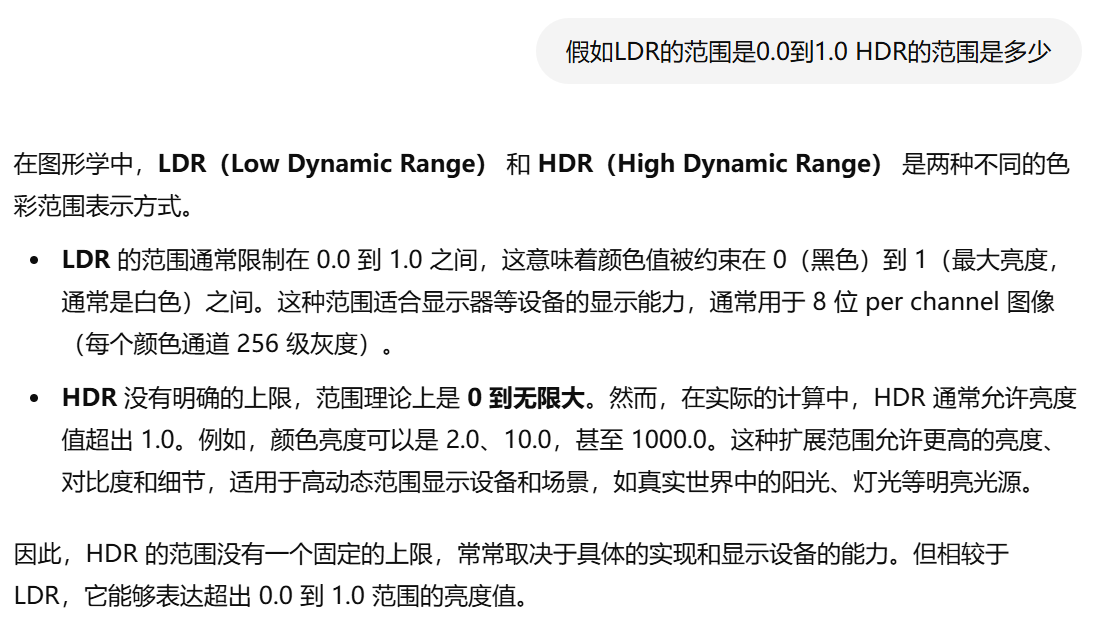 假如LDR的范围是0.0到1.0 HDR的范围是多少
在图形学中，LDR（Low Dynamic Range） 和 HDR（High Dynamic Range） 是两种不同的色
彩范围表示方式。
• LDR 的范围通常限制在 0.0 到 1.0 之间，这意味着颜色值被约束在 0（黑色）到 1（最大亮度，
通常是白色）之间。这种范围适合显示器等设备的显示能力，通常用于 8 位 per channel 图像
（每个颜色通道 256 级灰度）。
• HDR 没有明确的上限，范围理论上是 0 到无限大。然而，在实际的计算中，HDR 通常允许亮度
值超出 1.0。例如，颜色亮度可以是 2.0、10.0，甚至 1000.0。这种扩展范围允许更高的亮度、
对比度和细节，适用于高动态范围显示设备和场景，如真实世界中的阳光、灯光等明亮光源。
因此，HDR 的范围没有一个固定的上限，常常取决于具体的实现和显示设备的能力。但相较于
LDR，它能够表达超出 0.0 到 1.0 范围的亮度值。